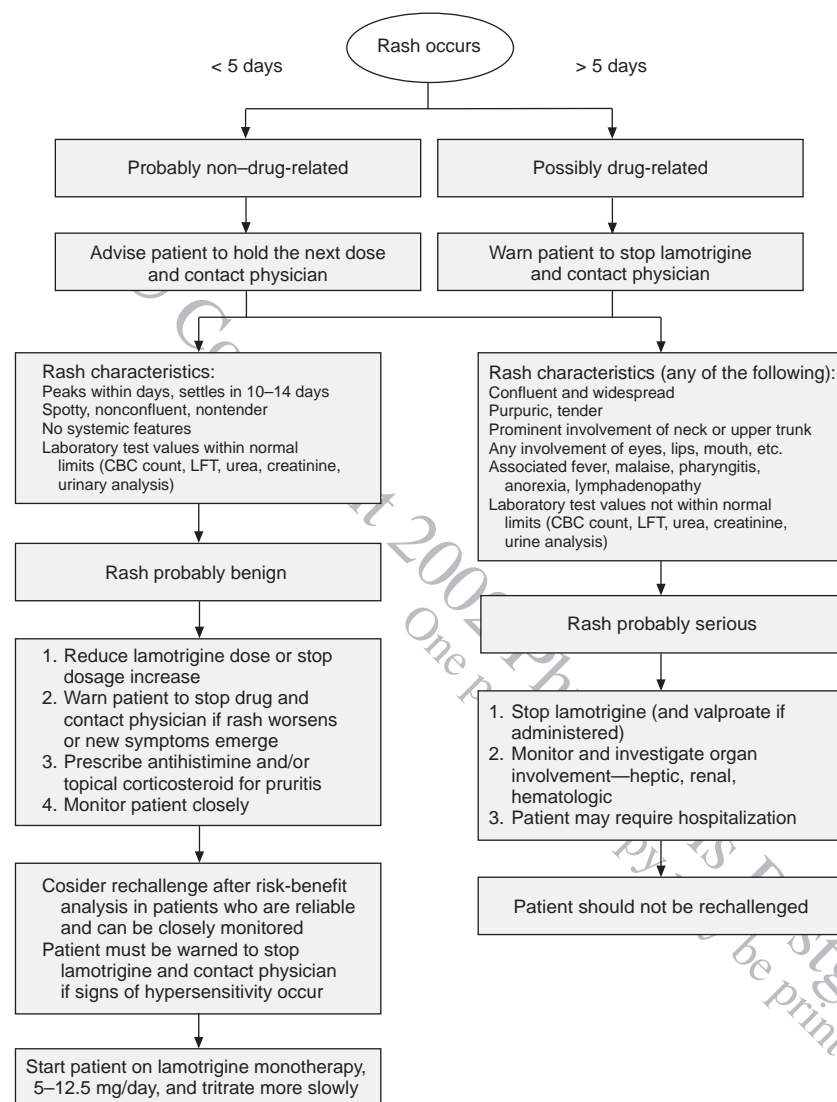 Rash occurs
< 5 days
> 5 days
Probably non–drug-related
Possibly drug-related
Advise patient to hold the next dose
and contact physician
Warn patient to stop lamotrigine
and contact physician
Rash characteristics:
Peaks within days, settles in 10–14 days
Spotty, nonconfluent, nontender
No systemic features
Laboratory test values within normal
limits (CBC count, LFT, urea, creatinine,
urinary analysis)
Rash characteristics (any of the following):
Confluent and widespread
Purpuric, tender
Prominent involvement of neck or upper trunk
Any involvement of eyes, lips, mouth, etc.
Associated fever, malaise, pharyngitis,
anorexia, lymphadenopathy
Laboratory test values not within normal
limits (CBC count, LFT, urea, creatinine,
urine analysis)
Rash probably benign
Rash probably serious
1. Reduce lamotrigine dose or stop
dosage increase
2. Warn patient to stop drug and
contact physician if rash worsens
or new symptoms emerge
3. Prescribe antihistimine and/or
topical corticosteroid for pruritis
4. Monitor patient closely
1. Stop lamotrigine (and valproate if
administered)
2. Monitor and investigate organ
involvement—heptic, renal,
hematologic
3. Patient may require hospitalization
Cosider rechallenge after risk-benefit
analysis in patients who are reliable
and can be closely monitored
Patient must be warned to stop
lamotrigine and contact physician
if signs of hypersensitivity occur
Patient should not be rechallenged
Start patient on lamotrigine monotherapy,
5–12.5 mg/day, and tritrate more slowly
2002
One
be print